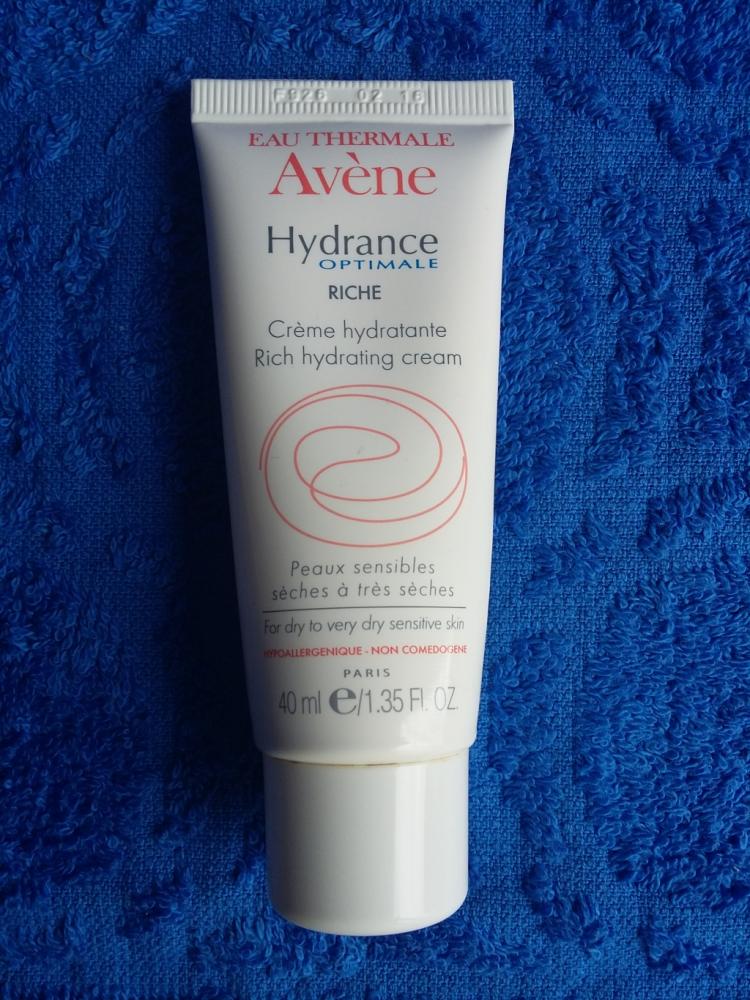 F926 02 16
EAU THERMALE
Avène
Hydrance
OPTIMALE
RICHE
Crème hydratante
Rich hydrating cream
Peaux sensibles
sèches à très sèches
For dry to very dry sensitive skin
HYPOALLERGENIQUE - NON COMEDOGENE
PARIS
40 ml e/1.35 Fl. OZ.